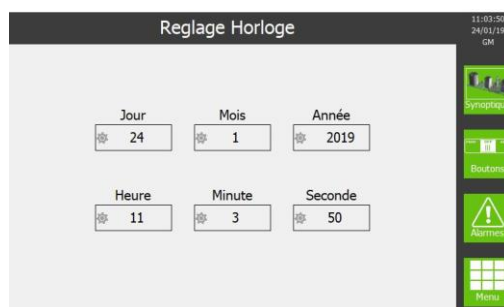 Reglage Horloge
11:03:50
24/01/19
GM
Jour Mois Année
24 1 2019
Heure Minute Seconde
11 3 50
Synoptique
Boutons
Alarmes
Menu